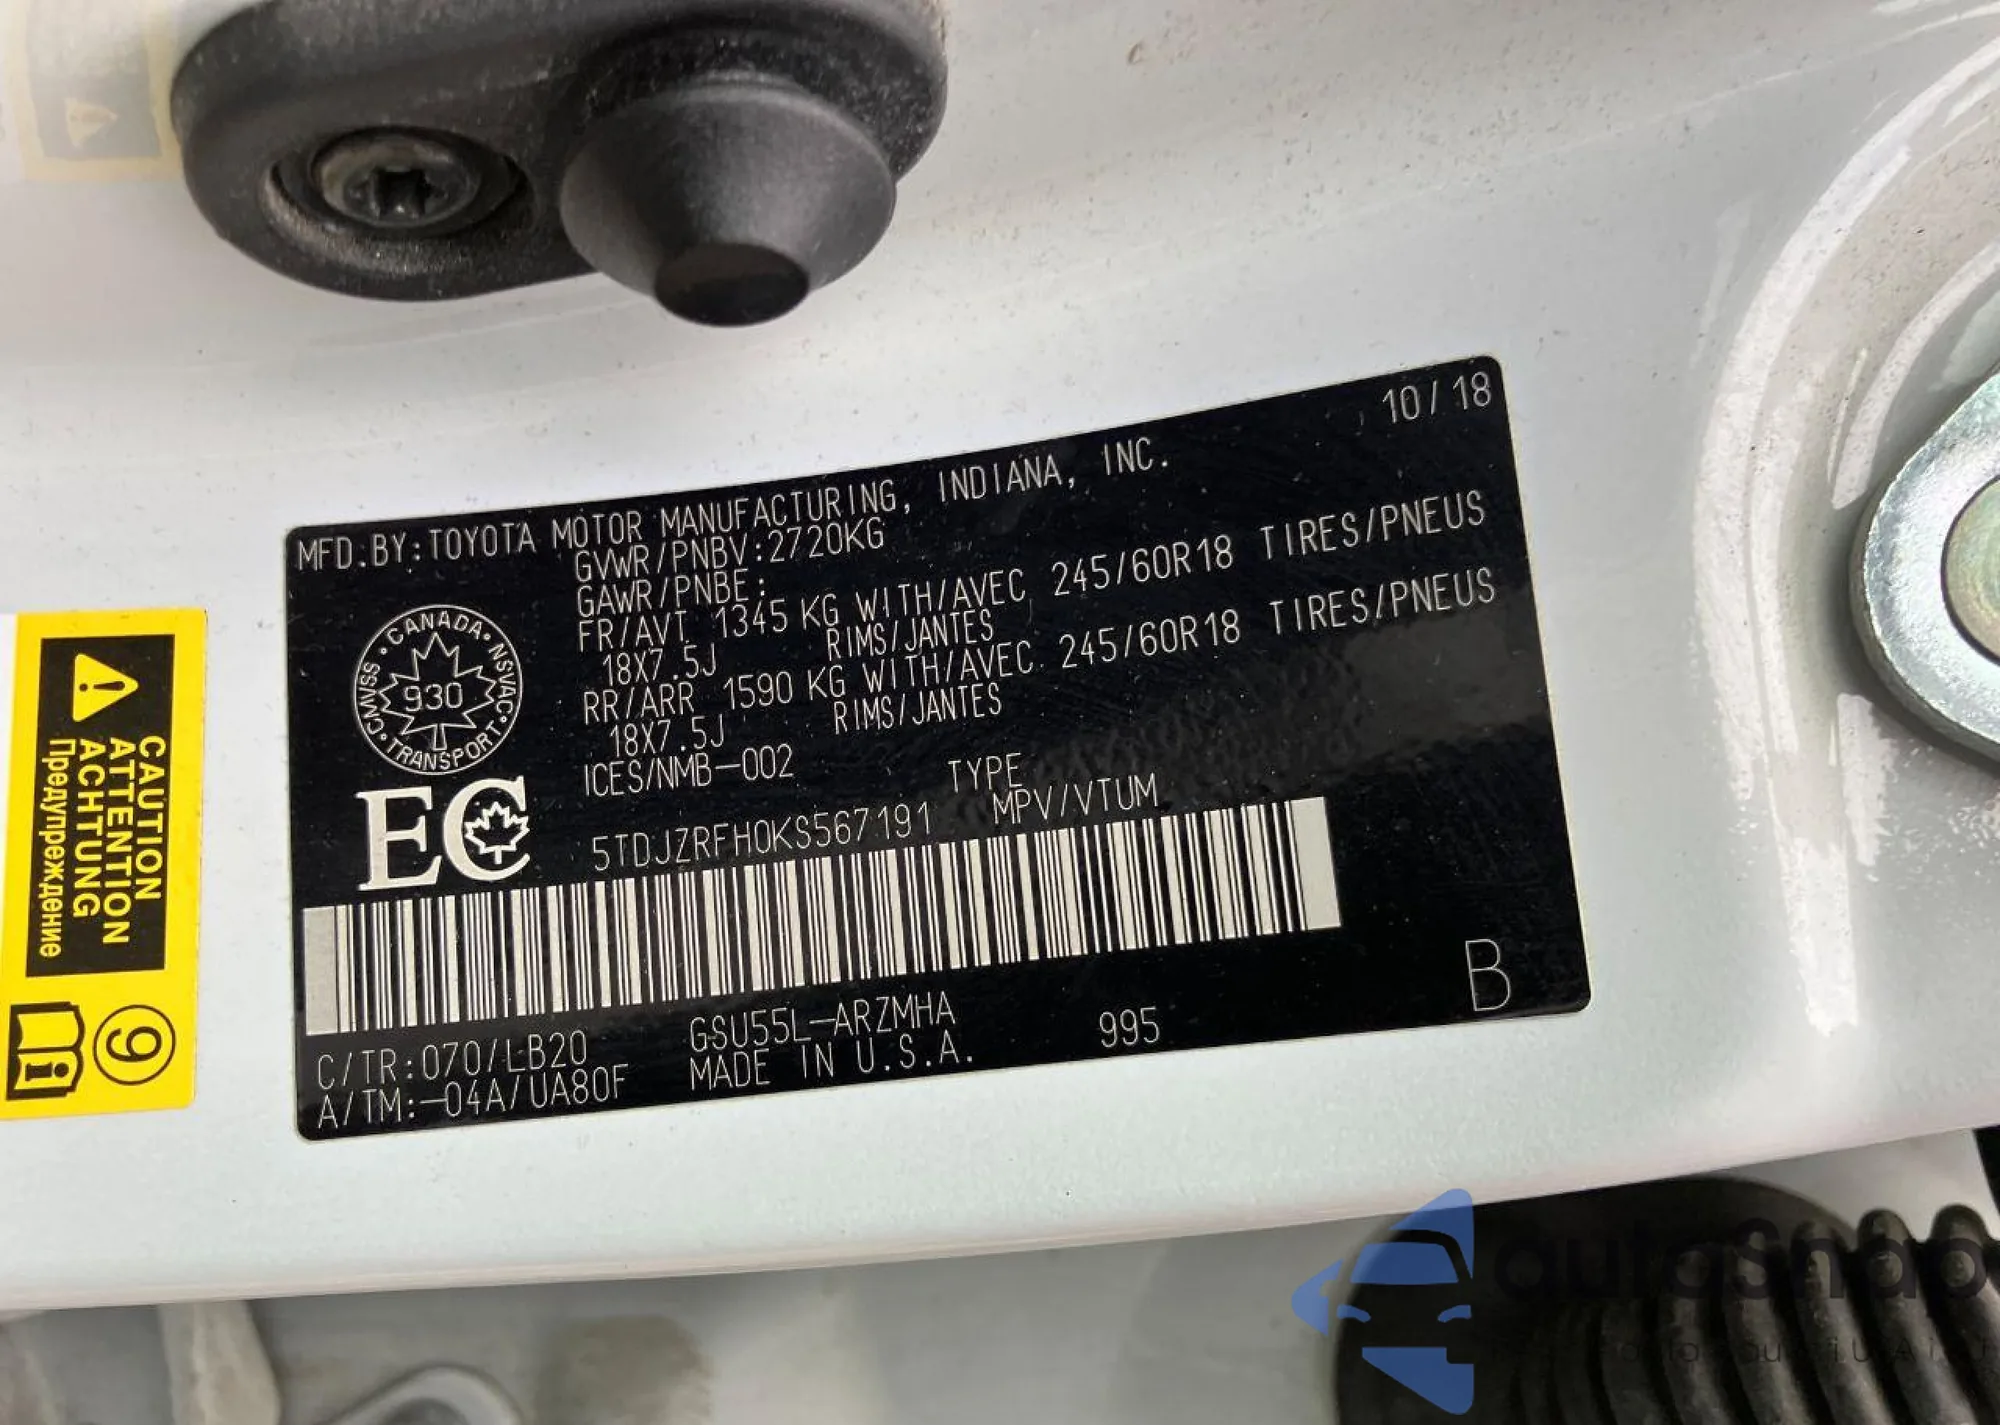 10/18
MFD.BY:TOYOTA MOTOR MANUFACTURING, INDIANA, INC.
GVWR/PNBV:2720KG
GAWR/PNBE:
FR/AVT 1345 KG WITH/AVEC 245/60R18 TIRES/PNEUS
18X7.5J RIMS/JANTES
RR/ARR 1590 KG WITH/AVEC 245/60R18 TIRES/PNEUS
18X7.5J RIMS/JANTES
ICES/NMB-002
CANADA
CMVSS NSVAC
930
TRANSPORT
EC
TYPE
5TDJZRFH0KS567191 MPV/VTUM
C/TR:070/LB20 GSU55L-ARZMHA
A/TM:-04A/UA80F MADE IN U.S.A. 995
B
CAUTION
ATTENTION
ACHTUNG
Предупреждение
9
i
autoSnap